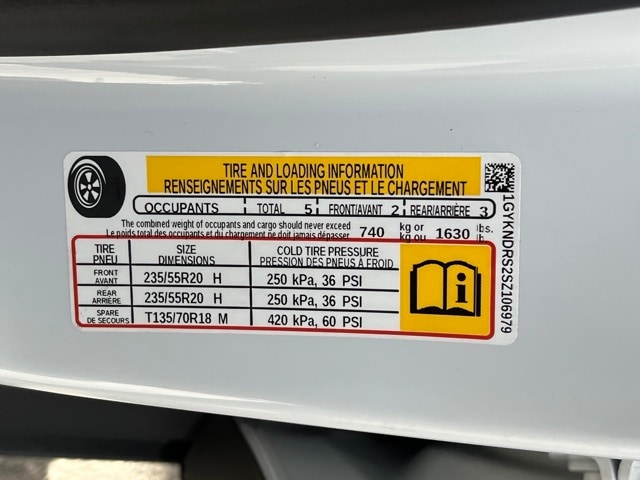 TIRE AND LOADING INFORMATION
RENSEIGNEMENTS SUR LES PNEUS ET LE CHARGEMENT
OCCUPANTS TOTAL 5 FRONT/AVANT 2 REAR/ARRIÈRE 3
The combined weight of occupants and cargo should never exceed 740 kg or 1630 lbs.
Le poids total des occupants et du chargement ne doit jamais dépasser kg ou lb.
TIRE SIZE COLD TIRE PRESSURE
PNEU DIMENSIONS PRESSION DES PNEUS À FROID
FRONT
AVANT 235/55R20 H 250 kPa, 36 PSI
REAR
ARRIÈRE 235/55R20 H 250 kPa, 36 PSI
SPARE
DE SECOURS T135/70R18 M 420 kPa, 60 PSI
1GYKNDRS2SZ106979